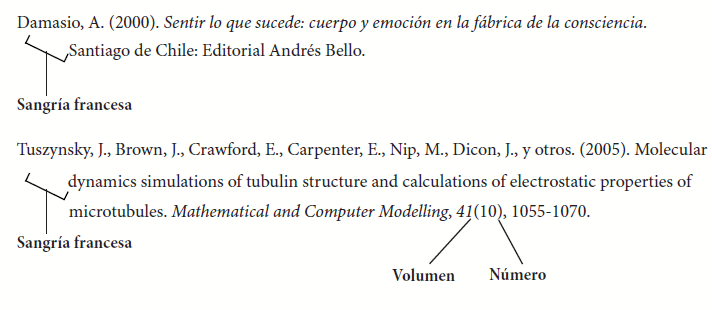 Damasio, A. (2000). Sentir lo que sucede: cuerpo y emoción en la fábrica de la consciencia.
Santiago de Chile: Editorial Andrés Bello.
Sangría francesa
Tuszynsky, J., Brown, J., Crawford, E., Carpenter, E., Nip, M., Dicon, J., y otros. (2005). Molecular
dynamics simulations of tubulin structure and calculations of electrostatic properties of
microtubules. Mathematical and Computer Modelling, 41(10), 1055-1070.
Sangría francesa
Volumen Número